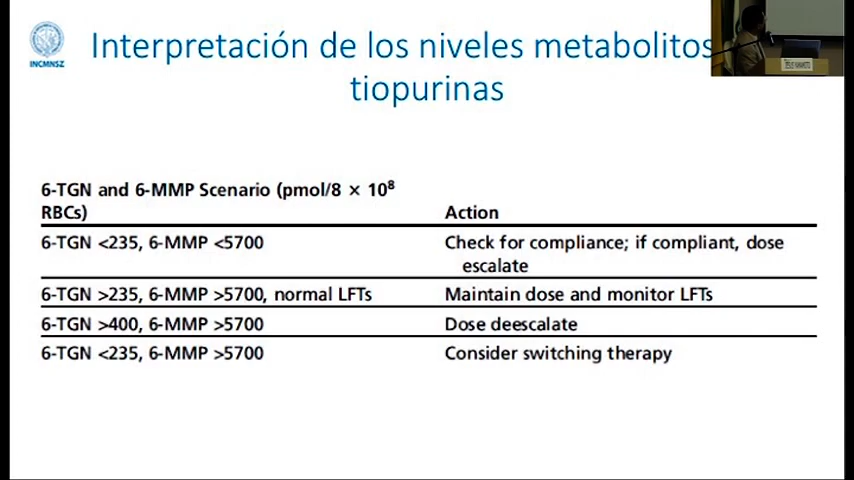 Interpretación de los niveles metabolitos
tiopurinas
INCMNSZ
6-TGN and 6-MMP Scenario (pmol/8 × 10⁸
RBCs)
Action
6-TGN <235, 6-MMP <5700
Check for compliance; if compliant, dose
escalate
6-TGN >235, 6-MMP >5700, normal LFTs
Maintain dose and monitor LFTs
6-TGN >400, 6-MMP >5700
Dose deescalate
6-TGN <235, 6-MMP >5700
Consider switching therapy